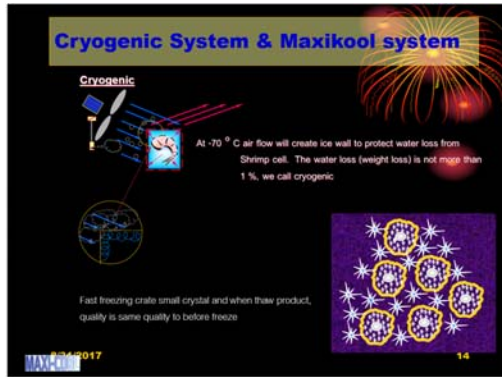 Cryogenic System & Maxikool system
Cryogenic
At -70 ° C air flow will create ice wall to protect water loss from
Shrimp cell. The water loss (weight loss) is not more than
1 %, we call cryogenic
Fast freezing crate small crystal and when thaw product,
quality is same quality to before freeze
/2017
14